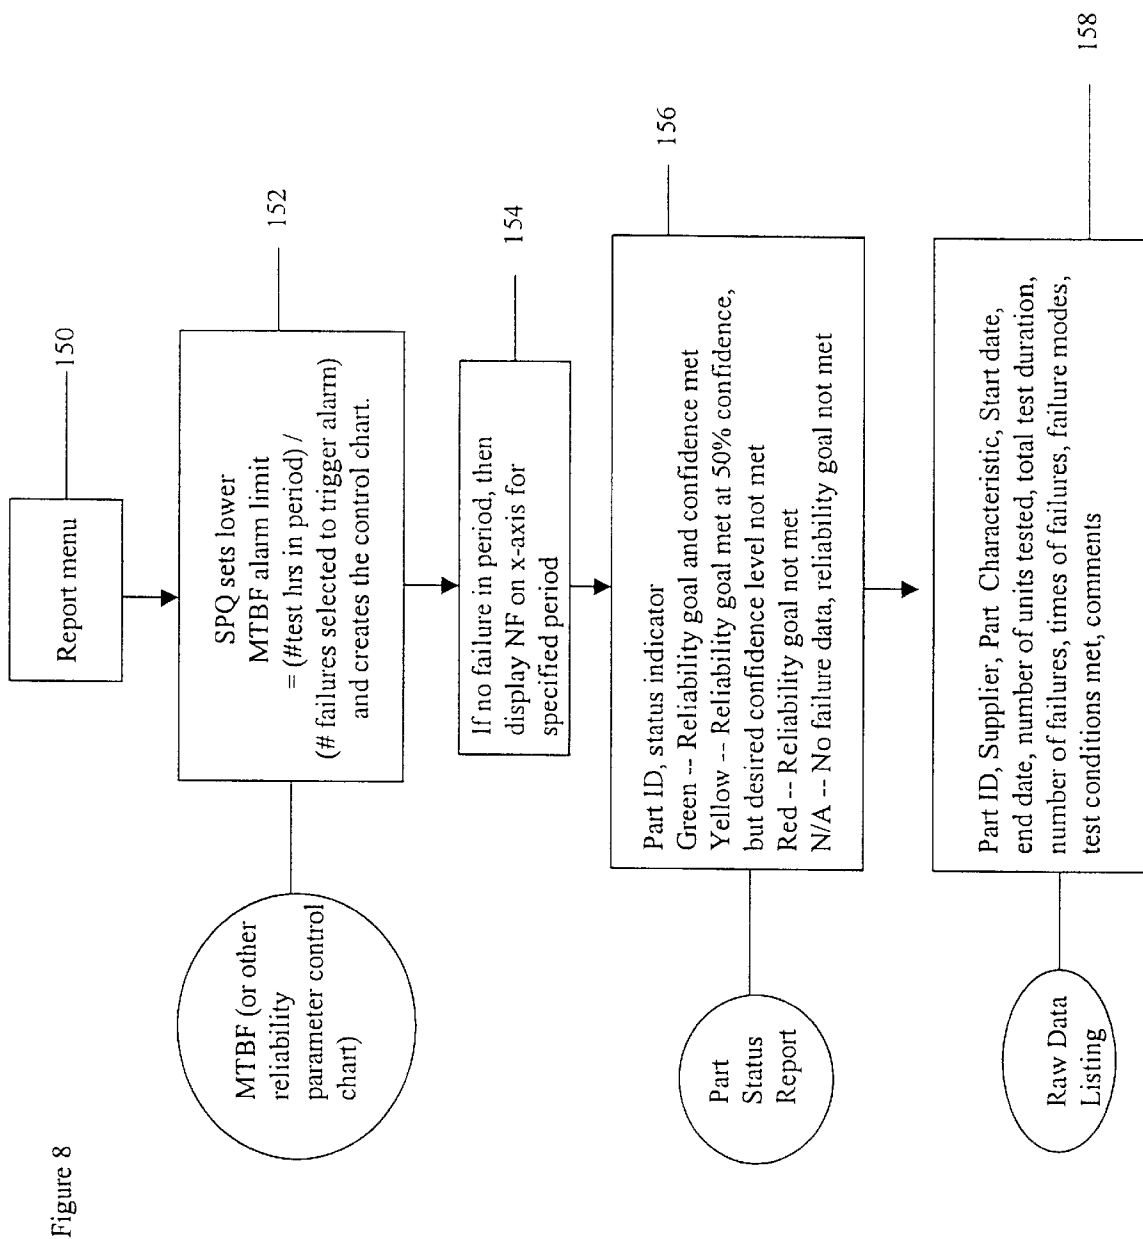 Figure 8
Report menu
150
MTBF (or other
reliability
parameter control
chart)
SPQ sets lower
MTBF alarm limit
= (#test hrs in period) /
(# failures selected to trigger alarm)
and creates the control chart.
152
If no failure in period, then
display NF on x-axis for
specified period
154
Part
Status
Report
Part ID, status indicator
Green -- Reliability goal and confidence met
Yellow -- Reliability goal met at 50% confidence,
but desired confidence level not met
Red -- Reliability goal not met
N/A -- No failure data, reliability goal not met
156
Raw Data
Listing
Part ID, Supplier, Part Characteristic, Start date,
end date, number of units tested, total test duration,
number of failures, times of failures, failure modes,
test conditions met, comments
158